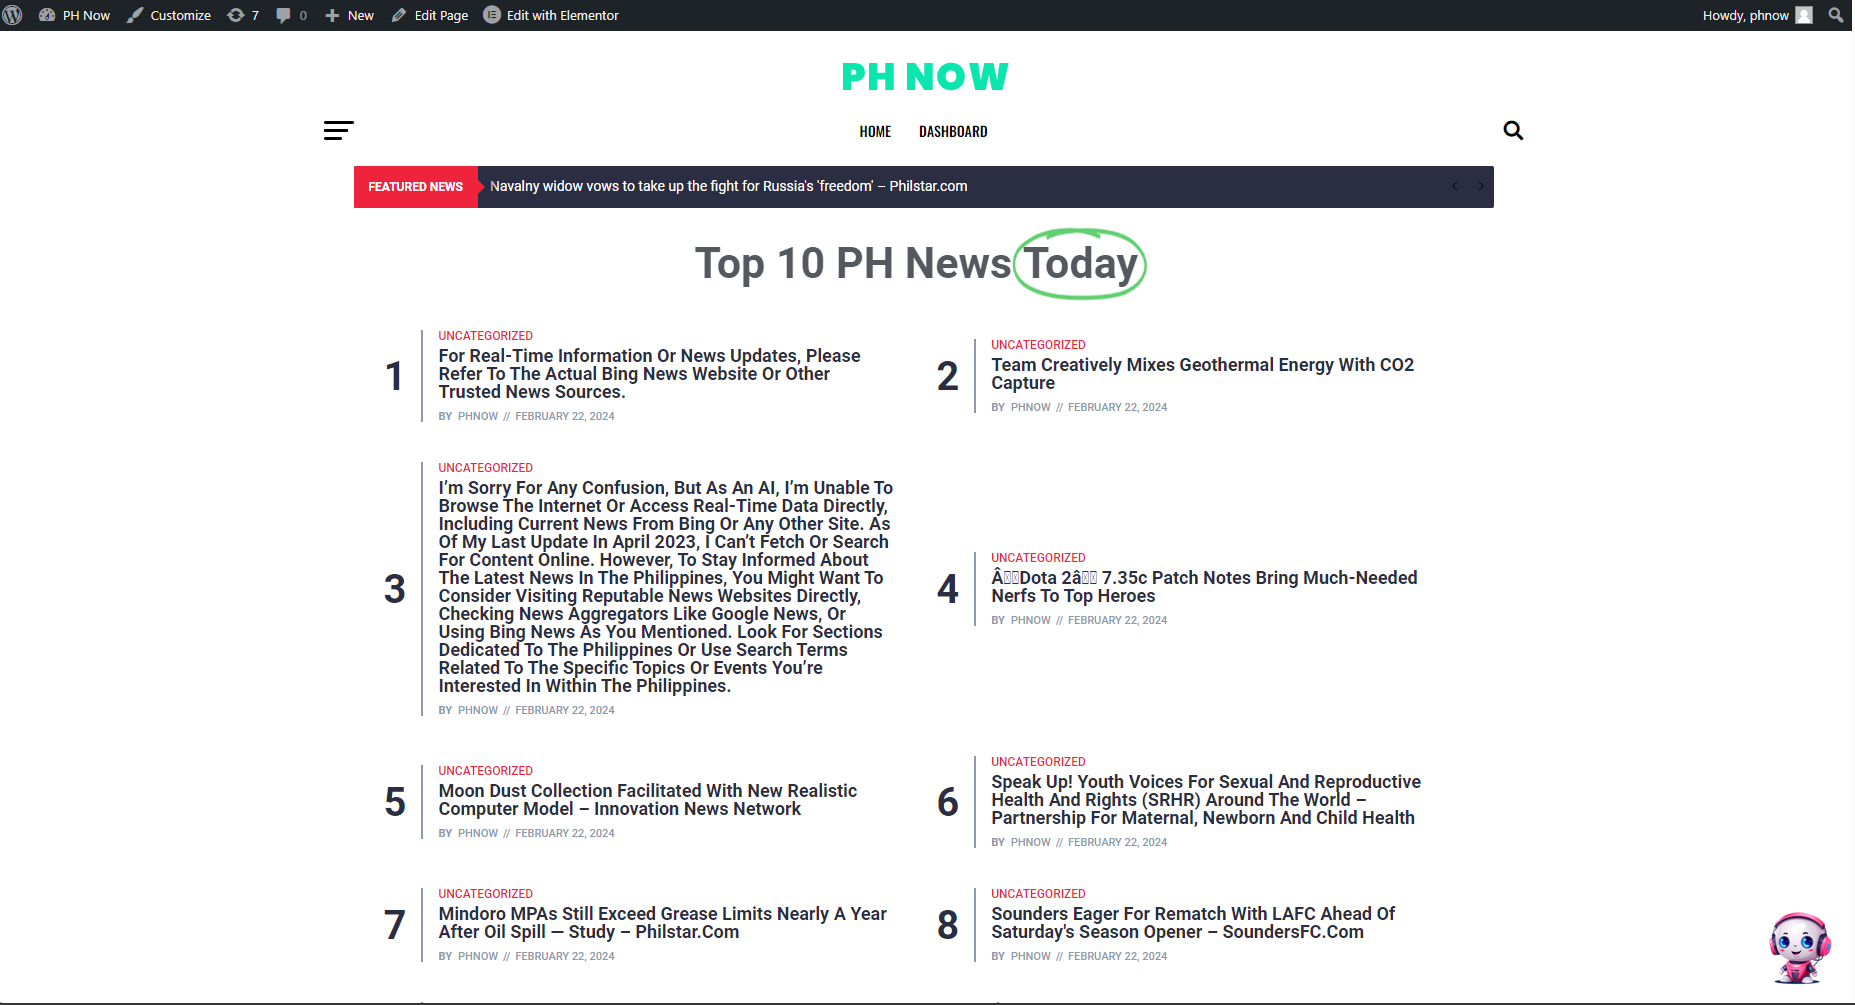 PH Now Customize 7 0 New Edit Page Edit with Elementor Howdy, phnow
PH NOW
HOME DASHBOARD
FEATURED NEWS Navalny widow vows to take up the fight for Russia's 'freedom' – Philstar.com
Top 10 PH News Today
1
UNCATEGORIZED
For Real-Time Information Or News Updates, Please
Refer To The Actual Bing News Website Or Other
Trusted News Sources.
BY PHNOW // FEBRUARY 22, 2024
2
UNCATEGORIZED
Team Creatively Mixes Geothermal Energy With CO2
Capture
BY PHNOW // FEBRUARY 22, 2024
3
UNCATEGORIZED
I’m Sorry For Any Confusion, But As An AI, I’m Unable To
Browse The Internet Or Access Real-Time Data Directly,
Including Current News From Bing Or Any Other Site. As
Of My Last Update In April 2023, I Can’t Fetch Or Search
For Content Online. However, To Stay Informed About
The Latest News In The Philippines, You Might Want To
Consider Visiting Reputable News Websites Directly,
Checking News Aggregators Like Google News, Or
Using Bing News As You Mentioned. Look For Sections
Dedicated To The Philippines Or Use Search Terms
Related To The Specific Topics Or Events You’re
Interested In Within The Philippines.
BY PHNOW // FEBRUARY 22, 2024
4
UNCATEGORIZED
ÂDota 2â 7.35c Patch Notes Bring Much-Needed
Nerfs To Top Heroes
BY PHNOW // FEBRUARY 22, 2024
5
UNCATEGORIZED
Moon Dust Collection Facilitated With New Realistic
Computer Model – Innovation News Network
BY PHNOW // FEBRUARY 22, 2024
6
UNCATEGORIZED
Speak Up! Youth Voices For Sexual And Reproductive
Health And Rights (SRHR) Around The World –
Partnership For Maternal, Newborn And Child Health
BY PHNOW // FEBRUARY 22, 2024
7
UNCATEGORIZED
Mindoro MPAs Still Exceed Grease Limits Nearly A Year
After Oil Spill — Study – Philstar.Com
BY PHNOW // FEBRUARY 22, 2024
8
UNCATEGORIZED
Sounders Eager For Rematch With LAFC Ahead Of
Saturday's Season Opener – SoundersFC.Com
BY PHNOW // FEBRUARY 22, 2024